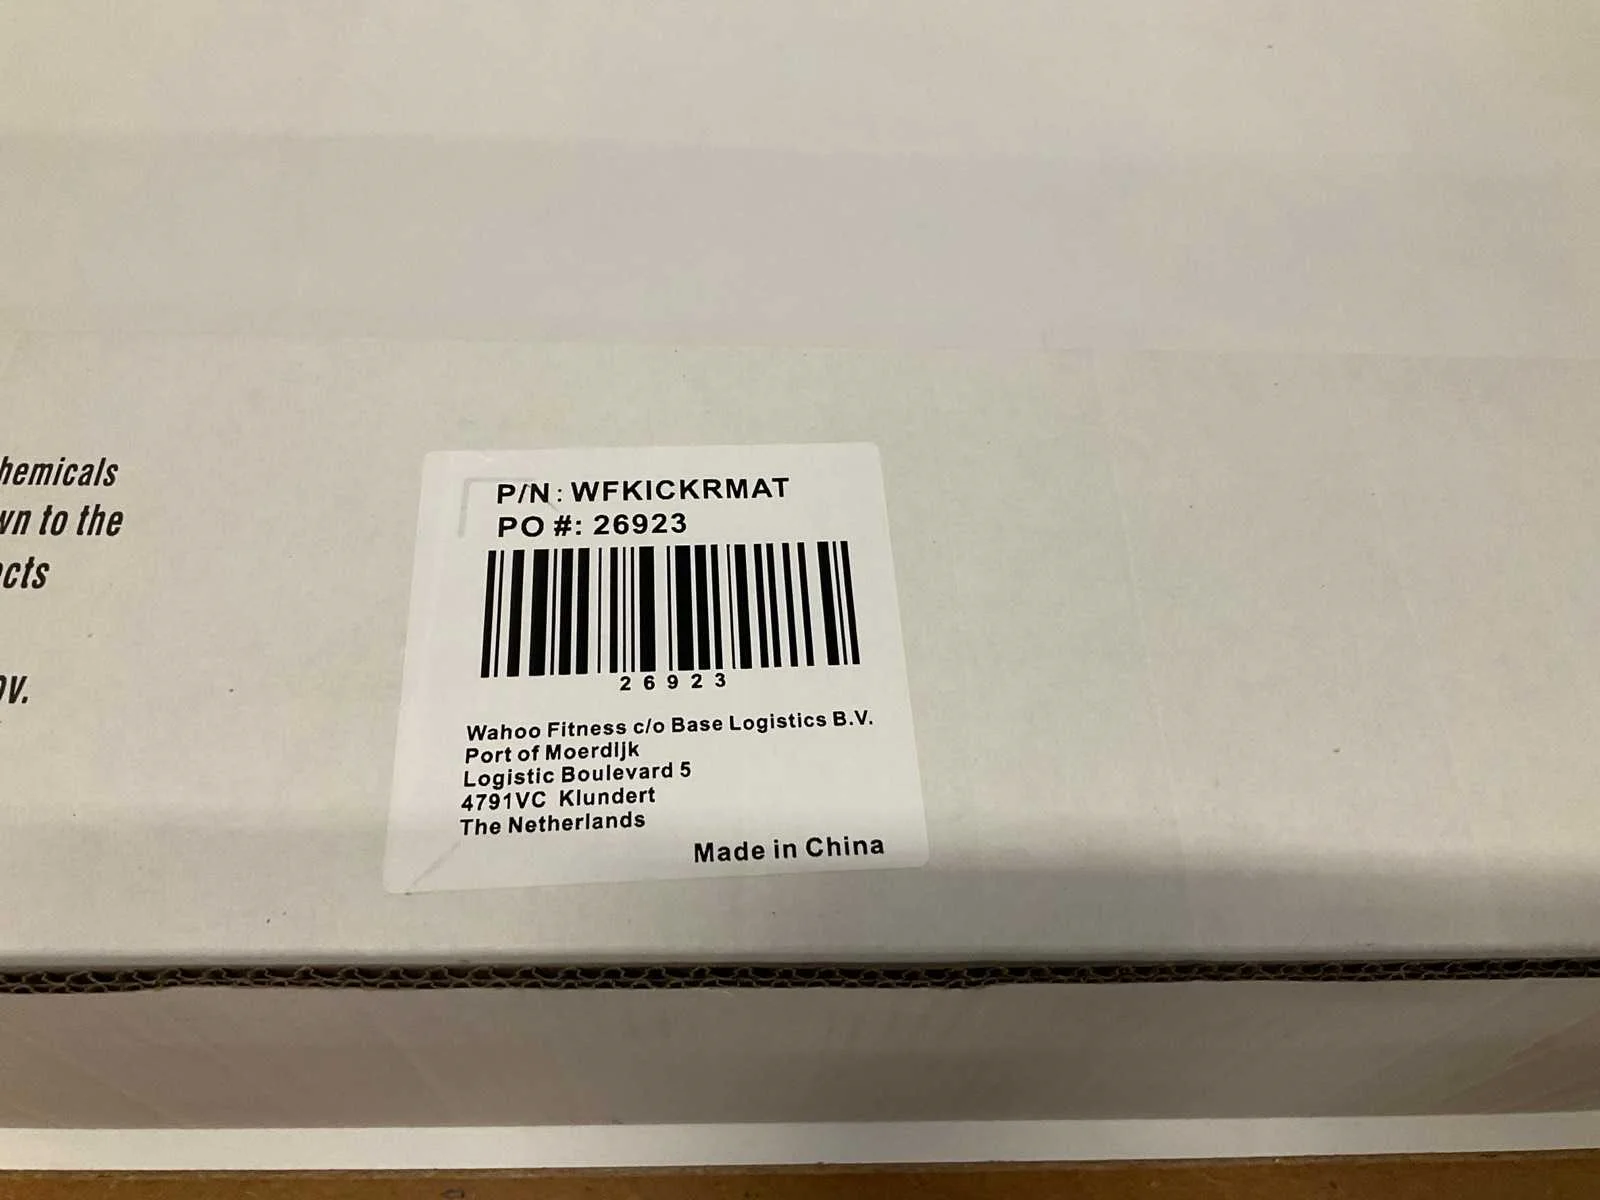 hemicals
wn to the
cts
ov.
P/N: WFKICKRMAT
PO #: 26923
26923
Wahoo Fitness c/o Base Logistics B.V.
Port of Moerdijk
Logistic Boulevard 5
4791VC Klundert
The Netherlands
Made in China